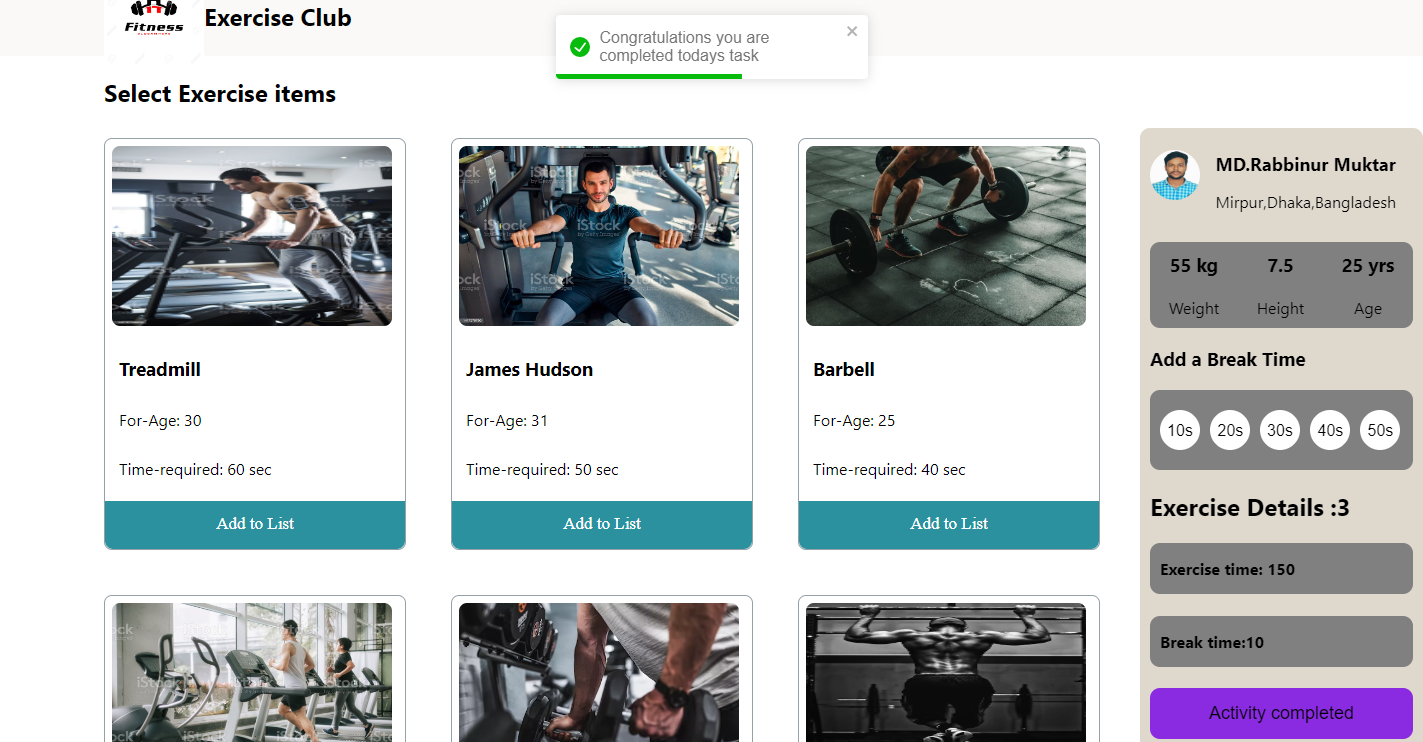 Fitness
Exercise Club
Congratulations you are
completed todays task
Select Exercise items
iStock
iStock
iStock
iStock
Treadmill
For-Age: 30
Time-required: 60 sec
Add to List
James Hudson
For-Age: 31
Time-required: 50 sec
Add to List
Barbell
For-Age: 25
Time-required: 40 sec
Add to List
MD.Rabbinur Muktar
Mirpur,Dhaka,Bangladesh
55 kg
7.5
25 yrs
Weight
Height
Age
Add a Break Time
10s
20s
30s
40s
50s
Exercise Details :3
Exercise time: 150
Break time:10
Activity completed